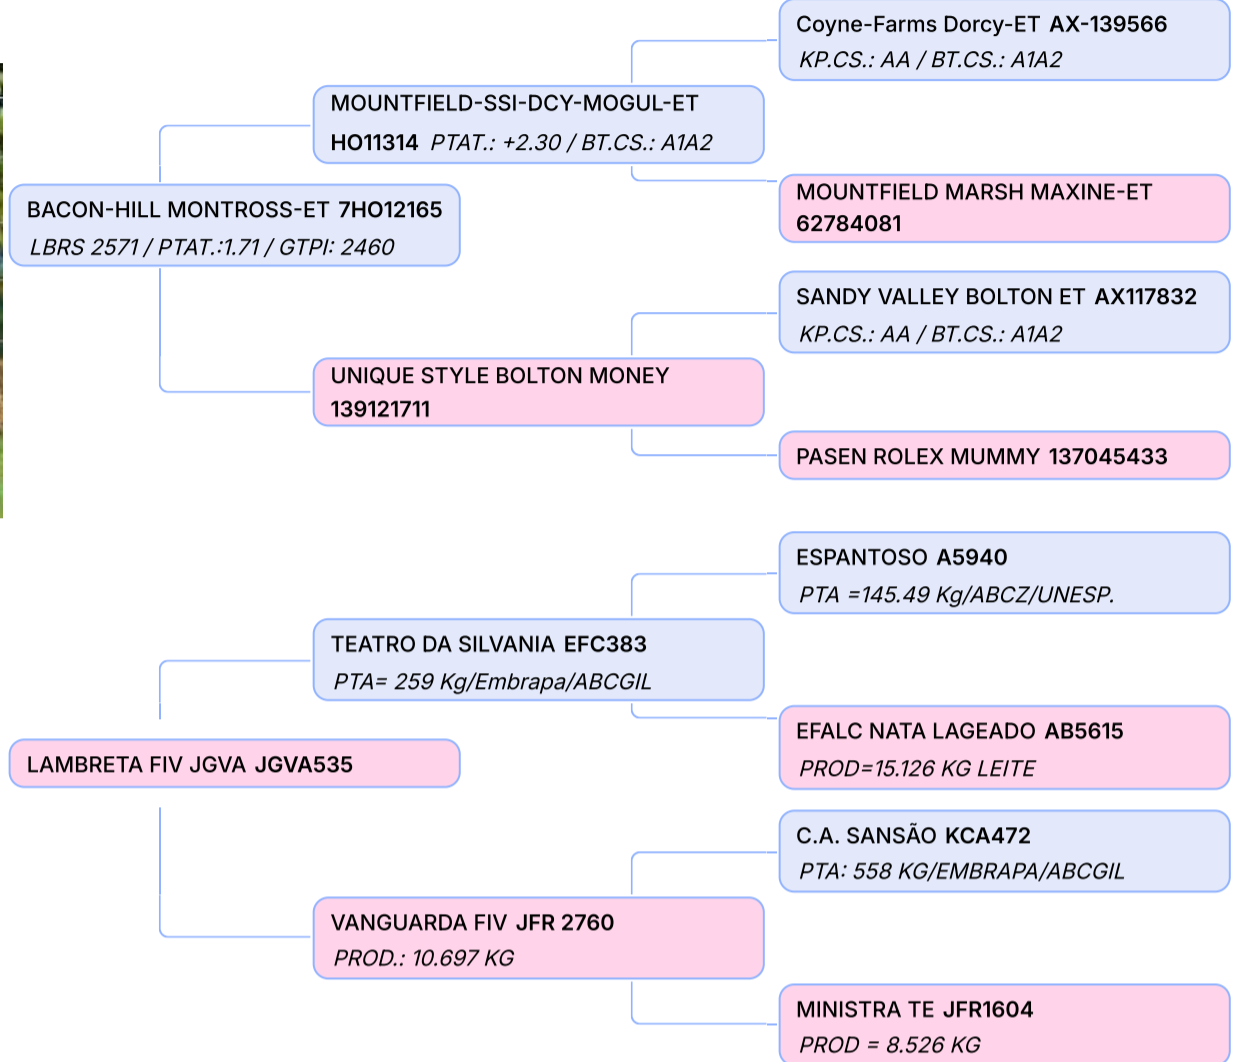 Coyne-Farms Dorcy-ET AX-139566
KP.CS.: AA / BT.CS.: A1A2
MOUNTFIELD-SSI-DCY-MOGUL-ET
HO11314 PTAT.: +2.30 / BT.CS.: A1A2
MOUNTFIELD MARSH MAXINE-ET
62784081
BACON-HILL MONTROSS-ET 7HO12165
LBRS 2571 / PTAT.:1.71 / GTPI: 2460
SANDY VALLEY BOLTON ET AX117832
KP.CS.: AA / BT.CS.: A1A2
UNIQUE STYLE BOLTON MONEY
139121711
PASEN ROLEX MUMMY 137045433
ESPANTOSO A5940
PTA =145.49 Kg/ABCZ/UNESP.
TEATRO DA SILVANIA EFC383
PTA= 259 Kg/Embrapa/ABCGIL
EFALC NATA LAGEADO AB5615
PROD=15.126 KG LEITE
LAMBRETA FIV JGVA JGVA535
C.A. SANSÃO KCA472
PTA: 558 KG/EMBRAPA/ABCGIL
VANGUARDA FIV JFR 2760
PROD.: 10.697 KG
MINISTRA TE JFR1604
PROD = 8.526 KG